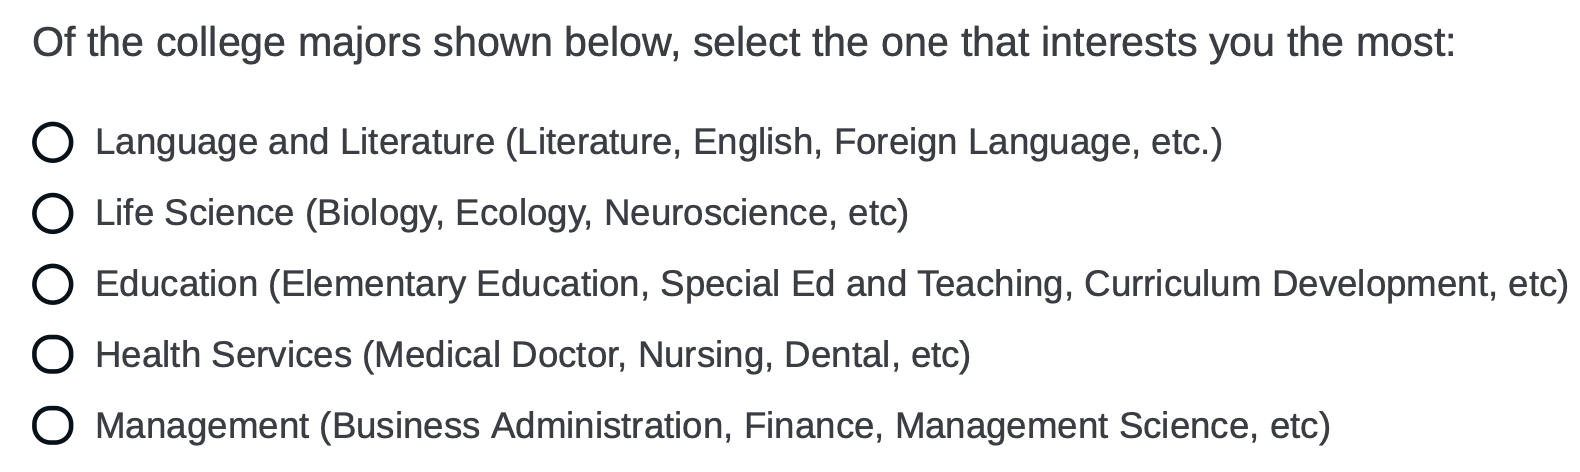 Of the college majors shown below, select the one that interests you the most:
Language and Literature (Literature, English, Foreign Language, etc.)
Life Science (Biology, Ecology, Neuroscience, etc)
Education (Elementary Education, Special Ed and Teaching, Curriculum Development, etc)
Health Services (Medical Doctor, Nursing, Dental, etc)
Management (Business Administration, Finance, Management Science, etc)